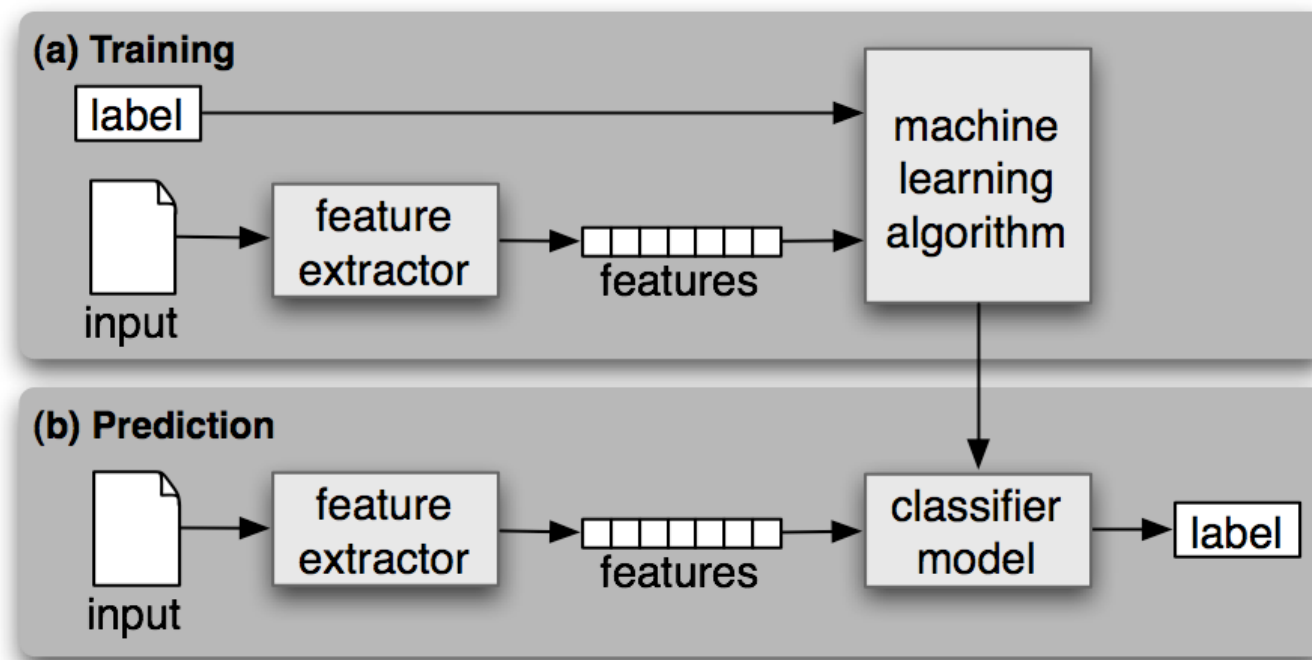 (a) Training
label
machine
learning
algorithm
feature
extractor
features
input
(b) Prediction
feature
extractor
features
input
classifier
model
label